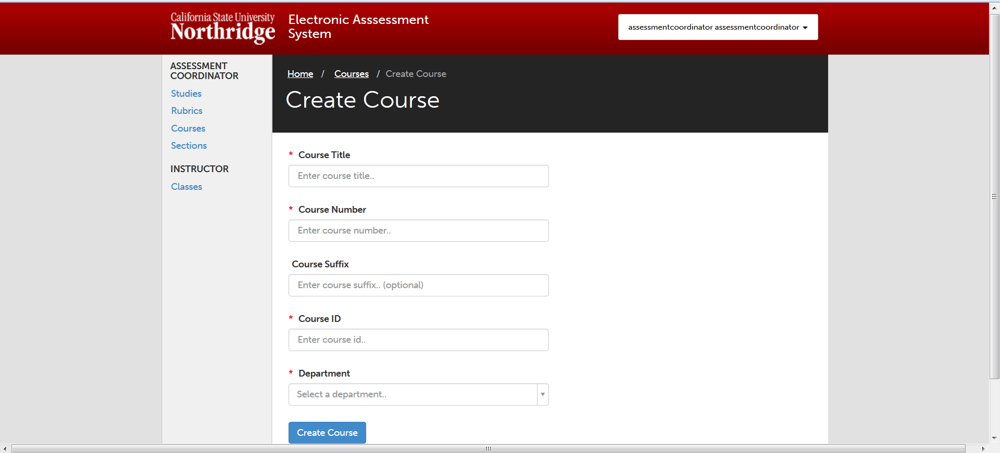 California State University
Northridge
Electronic Asssessment
System
assessmentcoordinator assessmentcoordinator
ASSESSMENT
COORDINATOR
Studies
Rubrics
Courses
Sections
INSTRUCTOR
Classes
Home / Courses / Create Course
Create Course
* Course Title
Enter course title..
* Course Number
Enter course number..
Course Suffix
Enter course suffix.. (optional)
* Course ID
Enter course id..
* Department
Select a department..
Create Course